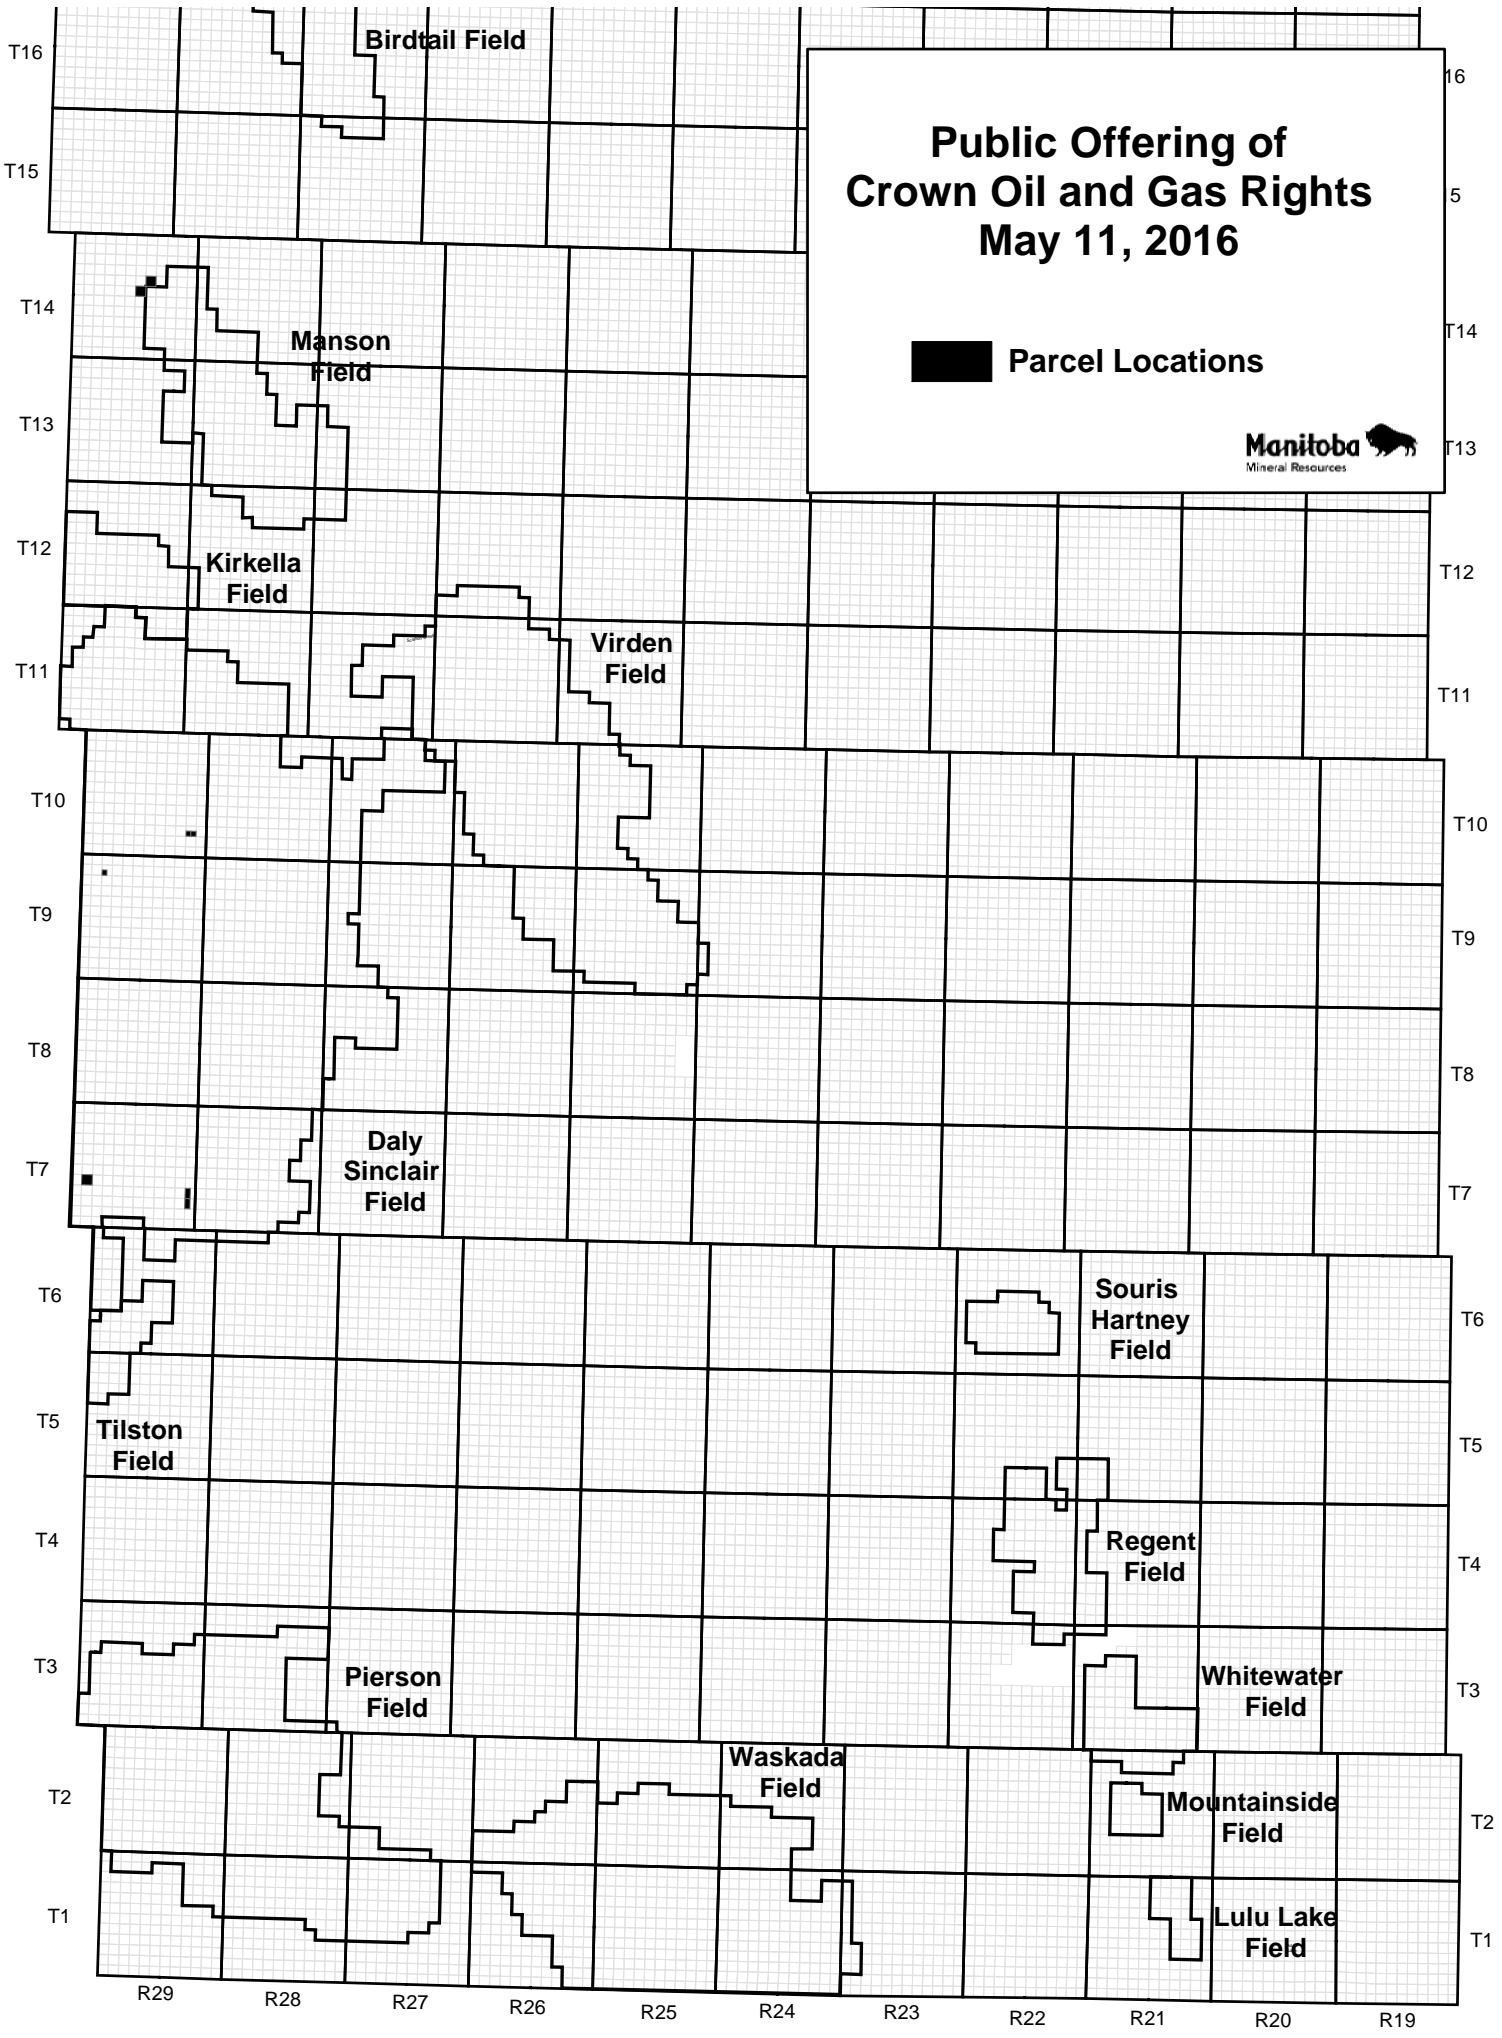 Birdtail Field
Public Offering of
Crown Oil and Gas Rights
May 11, 2016
Parcel Locations
Manitoba
Mineral Resources
T16
T15
T14
T13
T12
T11
T10
T9
T8
T7
T6
T5
T4
T3
T2
T1
16
5
T14
T13
T12
T11
T10
T9
T8
T7
T6
T5
T4
T3
T2
T1
Manson
Field
Kirkella
Field
Virden
Field
Daly
Sinclair
Field
Souris
Hartney
Field
Tilston
Field
Regent
Field
Pierson
Field
Whitewater
Field
Waskada
Field
Mountainside
Field
Lulu Lake
Field
R29
R28
R27
R26
R25
R24
R23
R22
R21
R20
R19